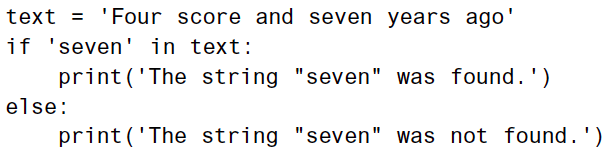 text = 'Four score and seven years ago'
if 'seven' in text:
    print('The string "seven" was found.')
else:
    print('The string "seven" was not found.')